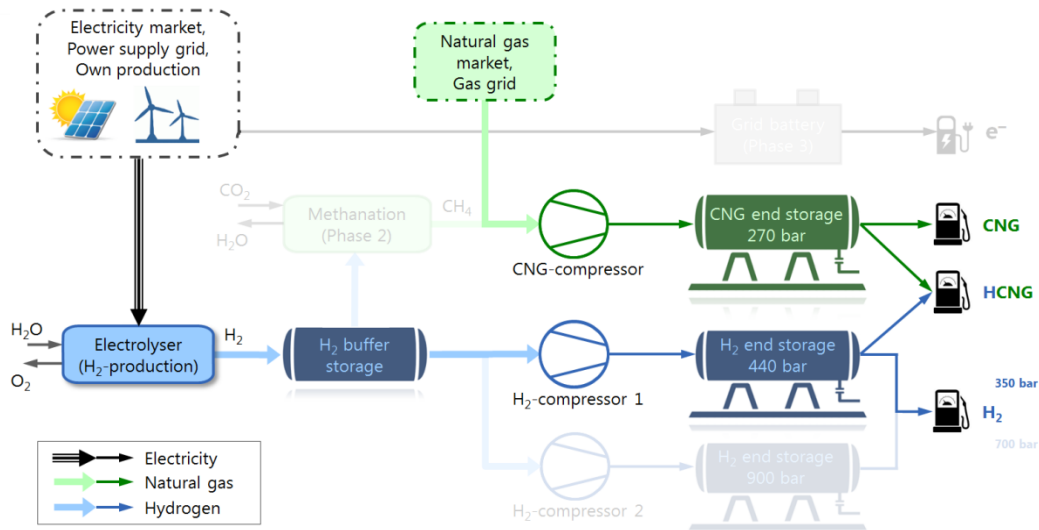 Electricity market,
Power supply grid,
Own production
Natural gas
market,
Gas grid
Grid battery
(Phase 3)
e⁻
CO₂
H₂O
Methanation
(Phase 2)
CH₄
CNG-compressor
CNG end storage
270 bar
CNG
HCNG
H₂O
O₂
Electrolyser
(H₂-production)
H₂
H₂ buffer
storage
H₂-compressor 1
H₂ end storage
440 bar
350 bar
H₂
700 bar
H₂-compressor 2
H₂ end storage
900 bar
Electricity
Natural gas
Hydrogen